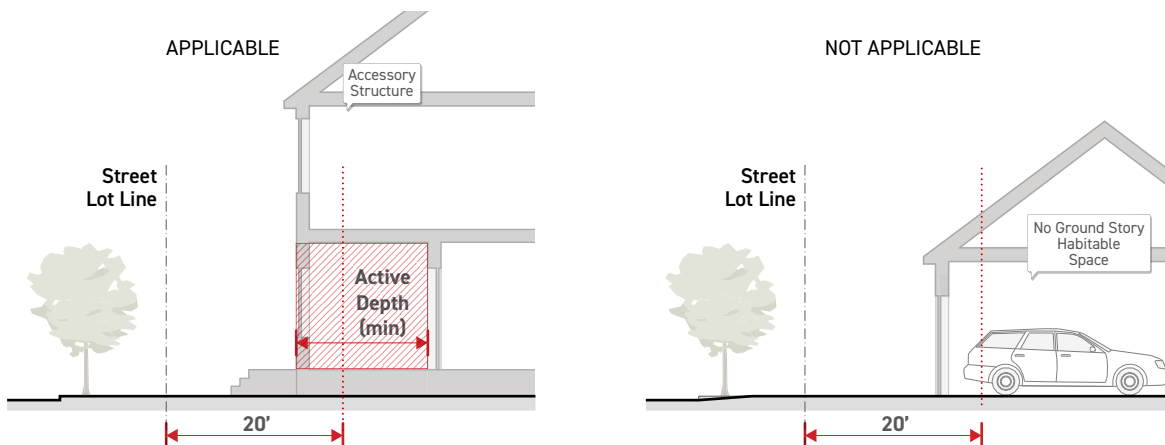 APPLICABLE
Accessory
Structure
Street
Lot Line
Active
Depth
(min)
20’
NOT APPLICABLE
Street
Lot Line
No Ground Story
Habitable
Space
20’